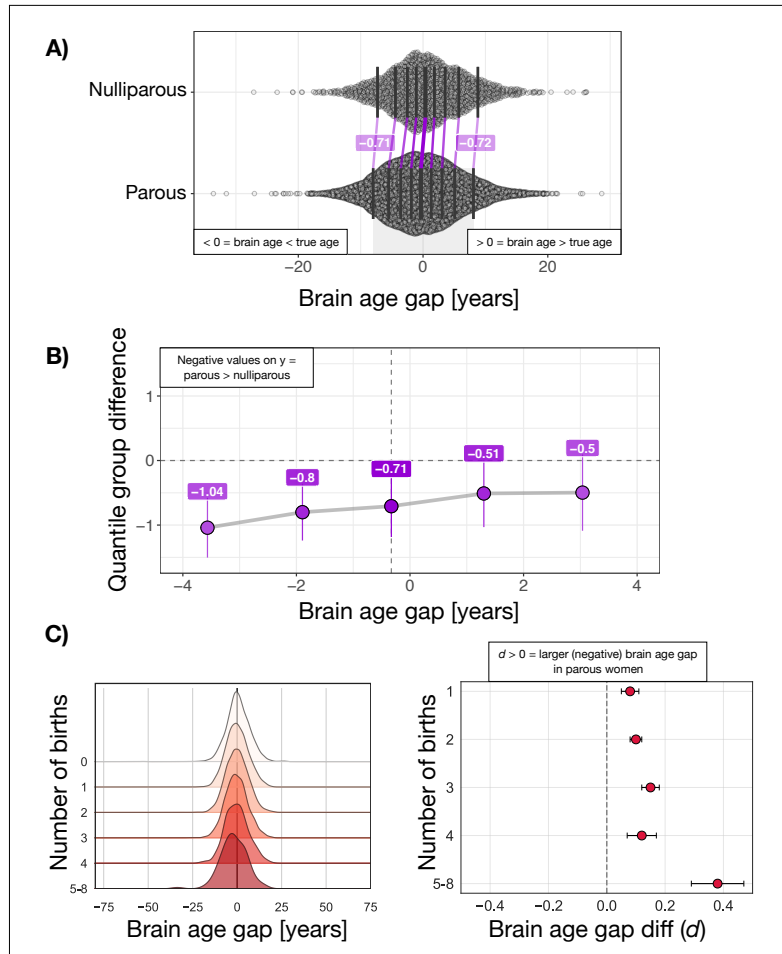 A)
Nulliparous
−0.71
−0.72
Parous
< 0 = brain age < true age
> 0 = brain age > true age
−20
0
20
Brain age gap [years]
B)
Negative values on y =
parous > nulliparous
Quantile group difference
1
0
−1
−1.04
−0.8
−0.71
−0.51
−0.5
−4
−2
0
2
4
Brain age gap [years]
C)
d > 0 = larger (negative) brain age gap
in parous women
Number of births
0
1
2
3
4
5-8
−75
−50
−25
0
25
50
75
Brain age gap [years]
Number of births
1
2
3
4
5-8
−0.4
−0.2
0.0
0.2
0.4
Brain age gap diff (d)